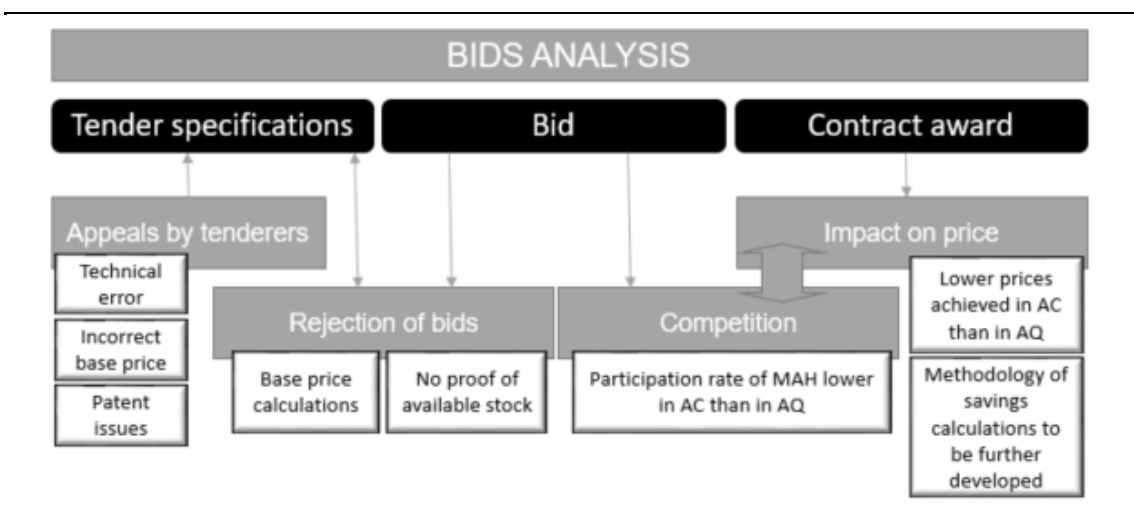 BIDS ANALYSIS
Tender specifications
Bid
Contract award
Appeals by tenderers
Technical
error
Incorrect
base price
Patent
issues
Rejection of bids
Base price
calculations
No proof of
available stock
Competition
Participation rate of MAH lower
in AC than in AQ
Impact on price
Lower prices
achieved in AC
than in AQ
Methodology of
savings
calculations to
be further
developed